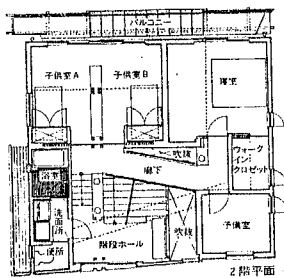 バルコニー
子供室A
子供室B
寝室
吹抜
廊下
ウォーク
イン
クロゼット
浴室
洗面所
便所
階段ホール
吹抜
子供室
2階平面